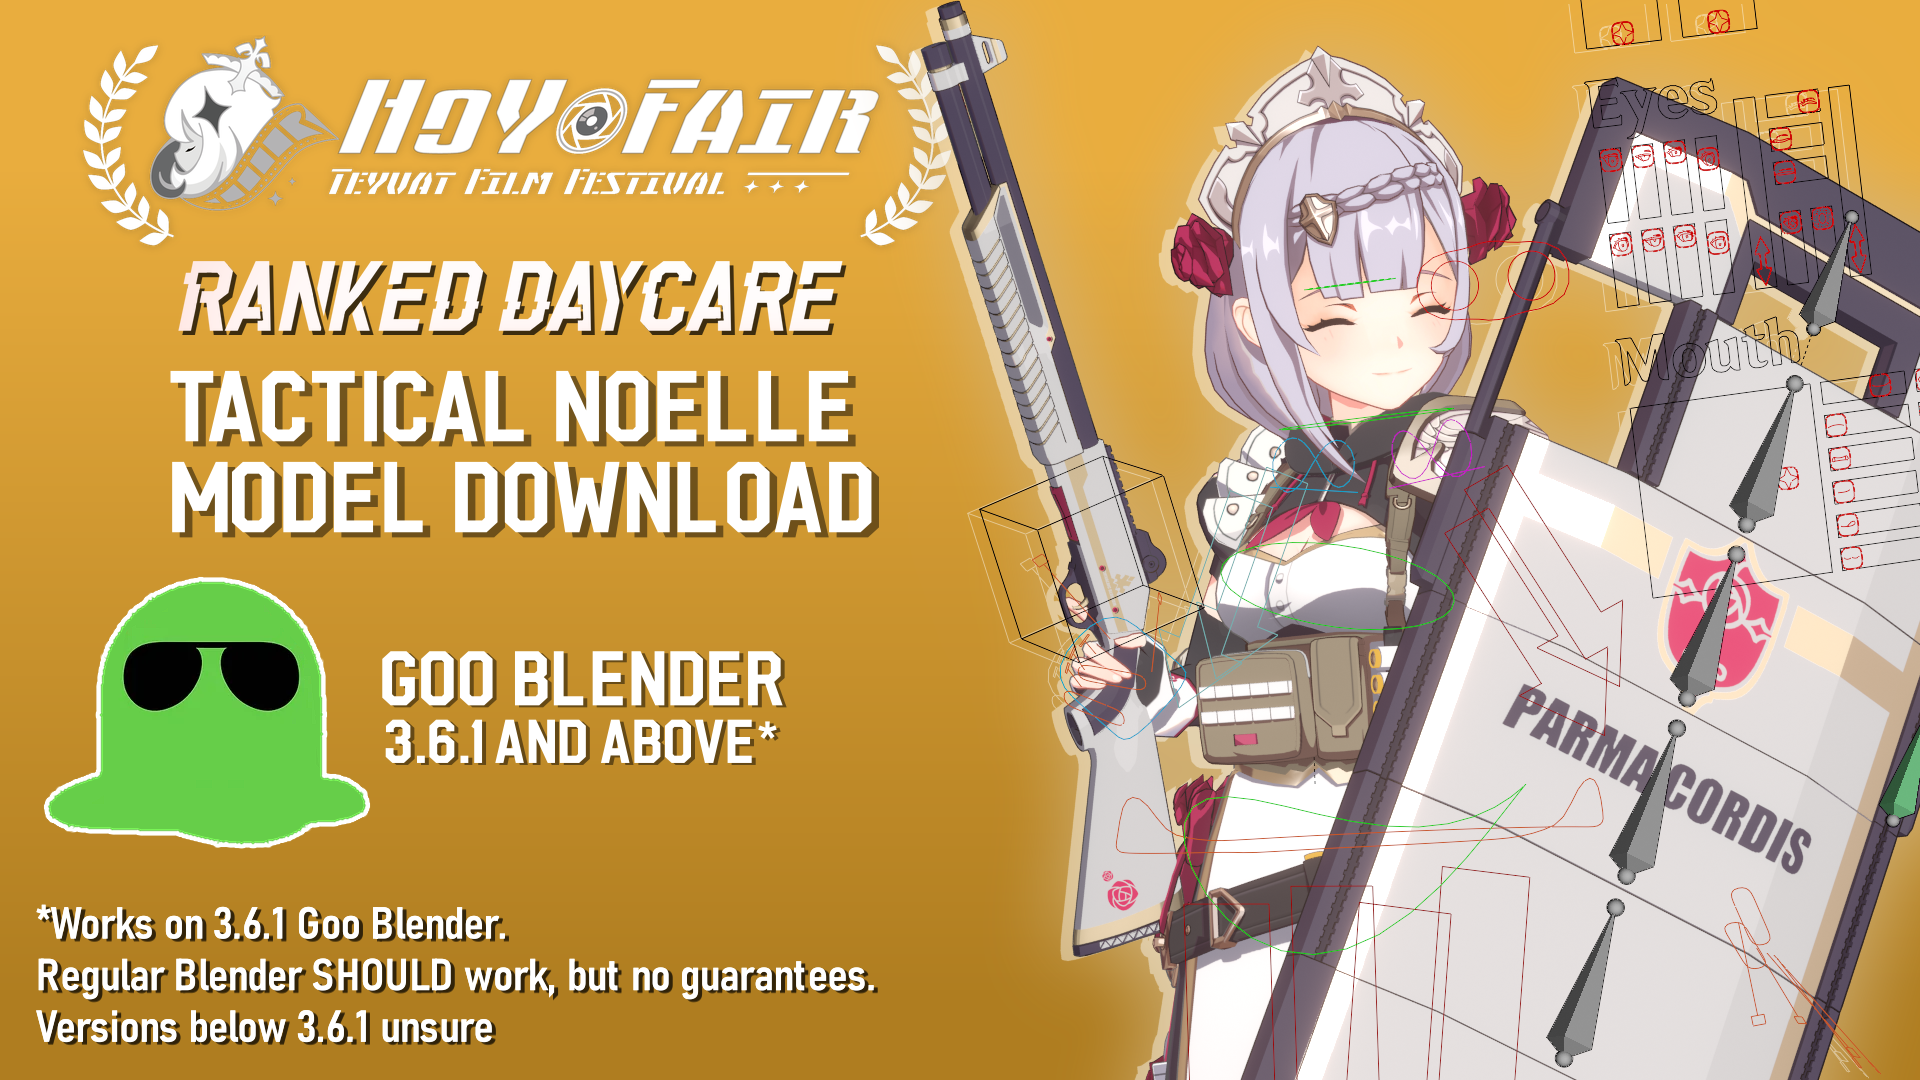 HoYoFair
Teyvat Film Festival
RANKED DAYCARE
TACTICAL NOELLE
MODEL DOWNLOAD
GOO BLENDER
3.6.1 AND ABOVE*
*Works on 3.6.1 Goo Blender.
Regular Blender SHOULD work, but no guarantees.
Versions below 3.6.1 unsure
Eyes
Mouth
PARMA CORDIS